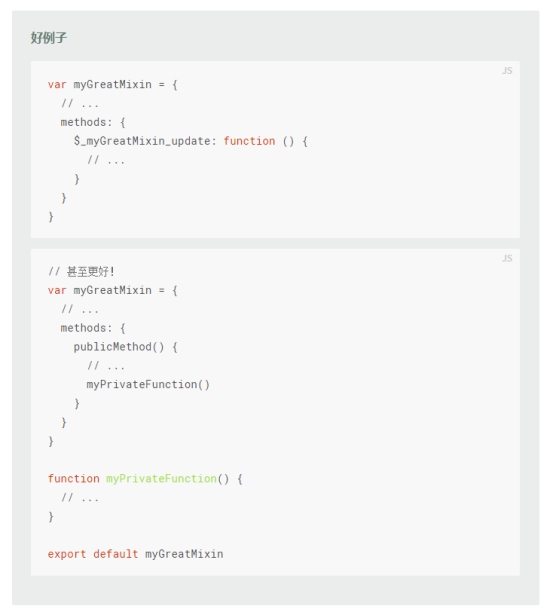 好例子
JS
var myGreatMixin = {
  // ...
  methods: {
    $_myGreatMixin_update: function () {
      // ...
    }
  }
}
JS
// 甚至更好!
var myGreatMixin = {
  // ...
  methods: {
    publicMethod() {
      // ...
      myPrivateFunction()
    }
  }
}
function myPrivateFunction() {
  // ...
}
export default myGreatMixin